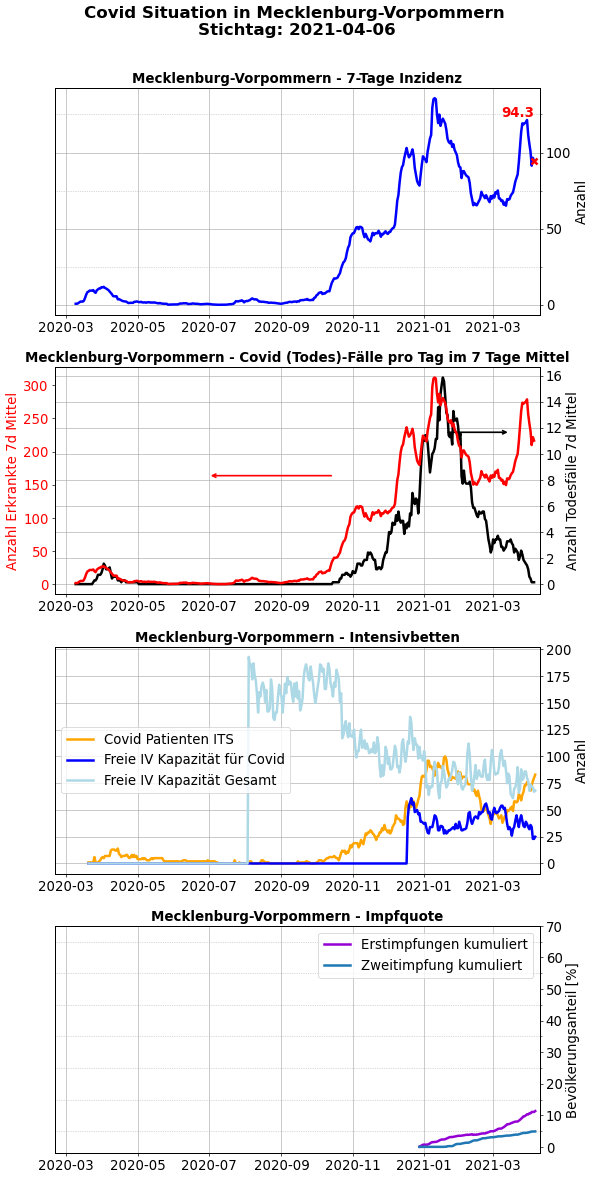 Covid Situation in Mecklenburg-Vorpommern
Stichtag: 2021-04-06
Mecklenburg-Vorpommern - 7-Tage Inzidenz
94.3
100
50
0
Anzahl
2020-03 2020-05 2020-07 2020-09 2020-11 2021-01 2021-03
Mecklenburg-Vorpommern - Covid (Todes)-Fälle pro Tag im 7 Tage Mittel
Anzahl Erkrankte 7d Mittel
300
250
200
150
100
50
0
16
14
12
10
8
6
4
2
0
Anzahl Todesfälle 7d Mittel
2020-03 2020-05 2020-07 2020-09 2020-11 2021-01 2021-03
Mecklenburg-Vorpommern - Intensivbetten
Covid Patienten ITS
Freie IV Kapazität für Covid
Freie IV Kapazität Gesamt
200
175
150
125
100
75
50
25
0
Anzahl
2020-03 2020-05 2020-07 2020-09 2020-11 2021-01 2021-03
Mecklenburg-Vorpommern - Impfquote
Erstimpfungen kumuliert
Zweitimpfung kumuliert
70
60
50
40
30
20
10
0
Bevölkerungsanteil [%]
2020-03 2020-05 2020-07 2020-09 2020-11 2021-01 2021-03